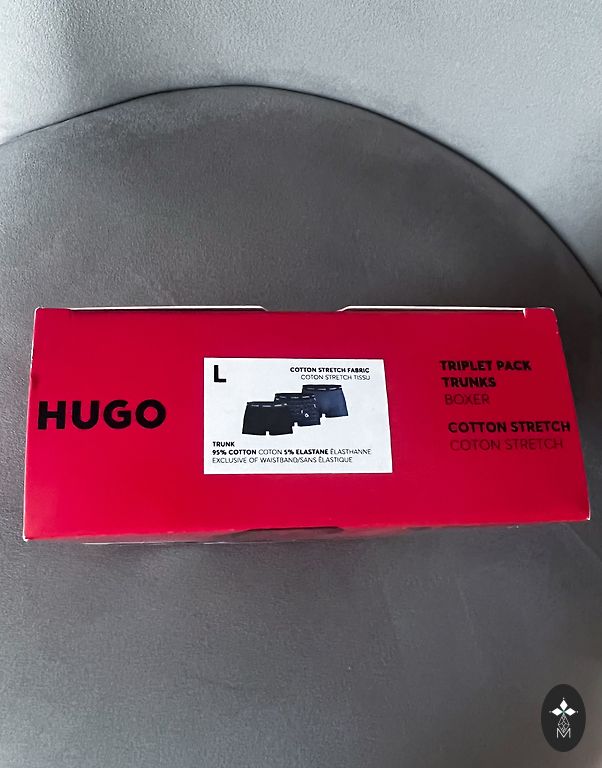 HUGO
L
COTTON STRETCH FABRIC
COTON STRETCH TISSU
TRUNK
95% COTTON COTON 5% ELASTANE ÉLASTHANNE
EXCLUSIVE OF WAISTBAND/SANS ÉLASTIQUE
TRIPLET PACK
TRUNKS
BOXER
COTTON STRETCH
COTON STRETCH
M